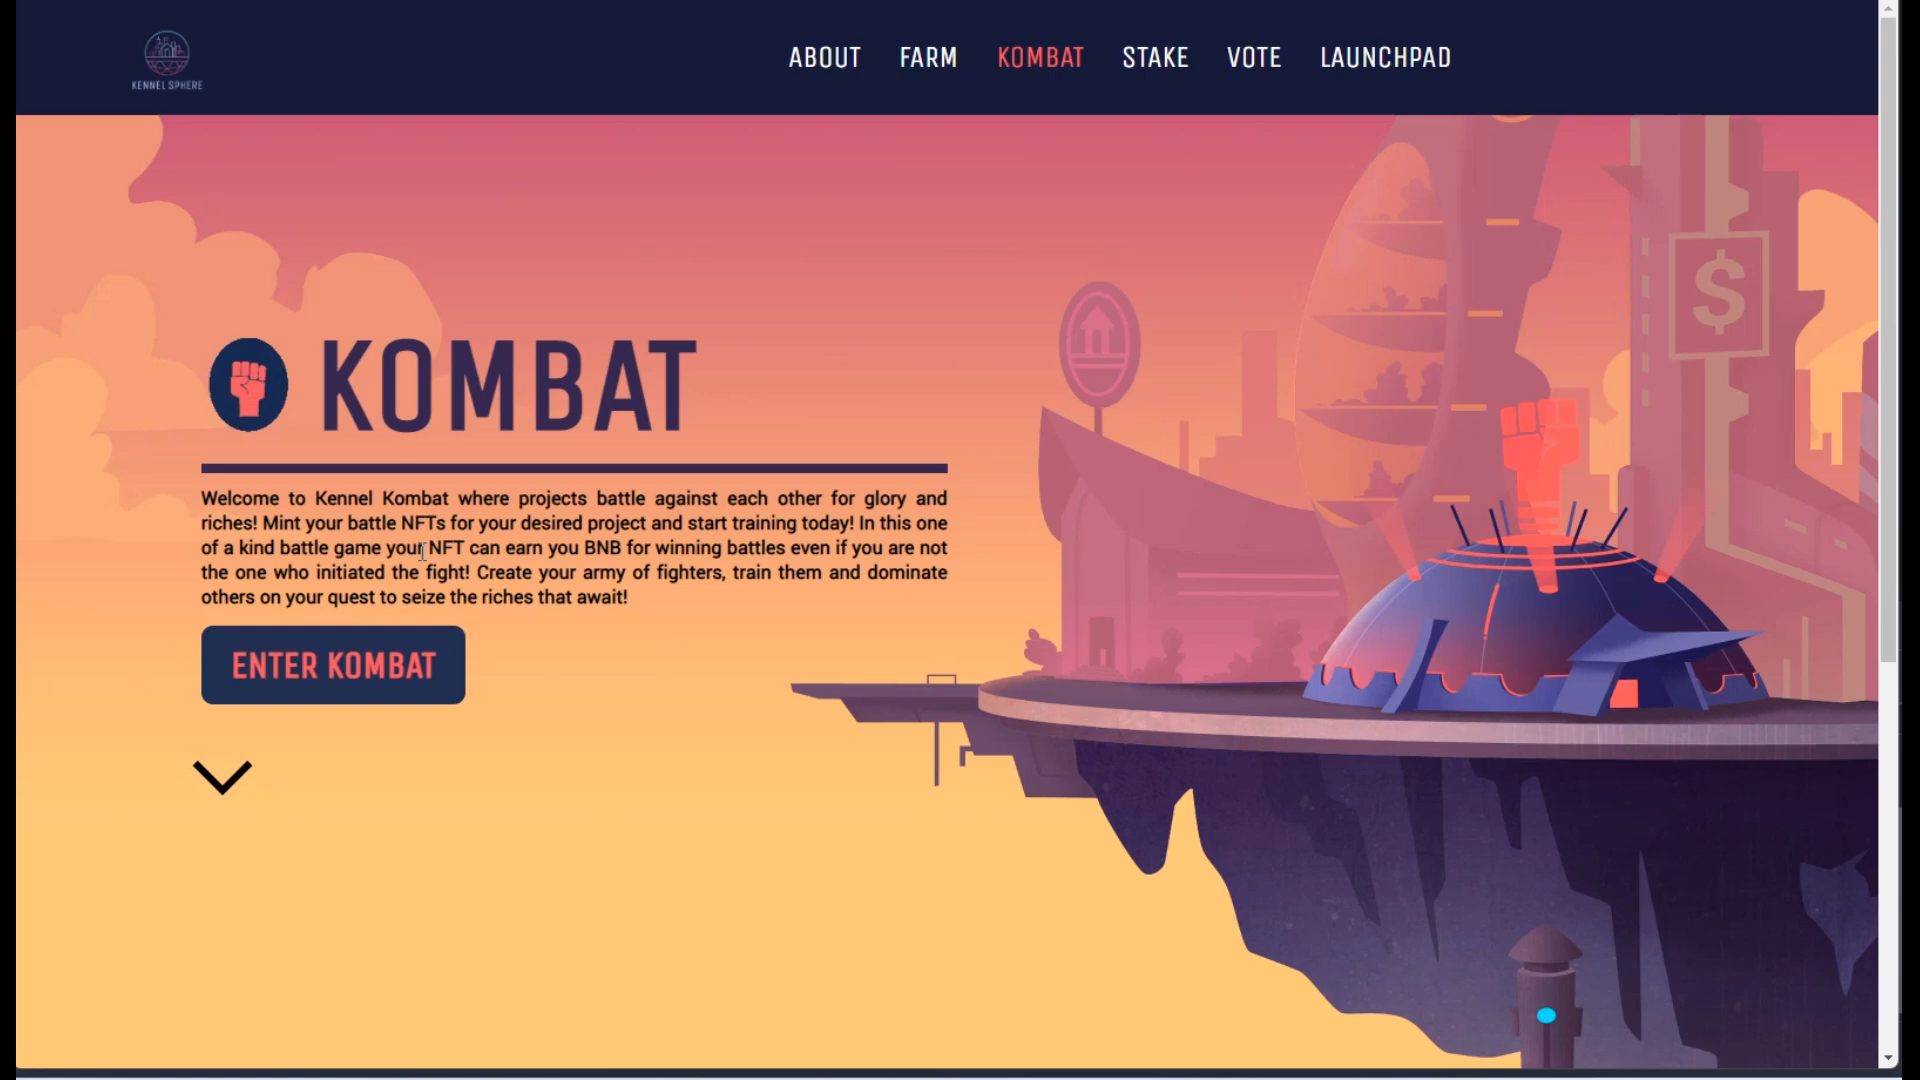 KENNEL SPHERE
ABOUT FARM KOMBAT STAKE VOTE LAUNCHPAD
$
KOMBAT
Welcome to Kennel Kombat where projects battle against each other for glory and
riches! Mint your battle NFTs for your desired project and start training today! In this one
of a kind battle game your NFT can earn you BNB for winning battles even if you are not
the one who initiated the fight! Create your army of fighters, train them and dominate
others on your quest to seize the riches that await!
ENTER KOMBAT